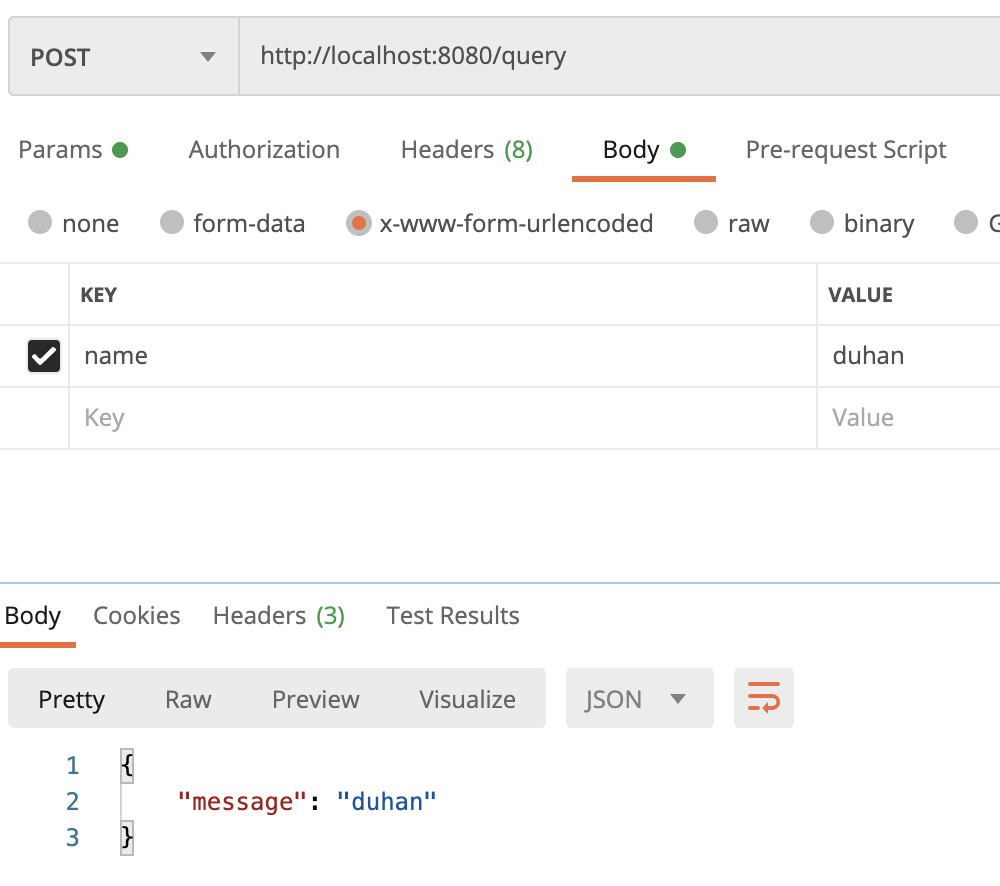 POST http://localhost:8080/query
Params Authorization Headers (8) Body Pre-request Script
none form-data x-www-form-urlencoded raw binary
KEY VALUE
name duhan
Key Value
Body Cookies Headers (3) Test Results
Pretty Raw Preview Visualize JSON
1 {
2 "message": "duhan"
3 }